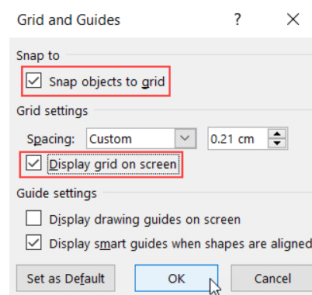 Grid and Guides ? ×
Snap to
Snap objects to grid
Grid settings
Spacing: Custom 0.21 cm
Display grid on screen
Guide settings
Display drawing guides on screen
Display smart guides when shapes are aligned
Set as Default OK Cancel